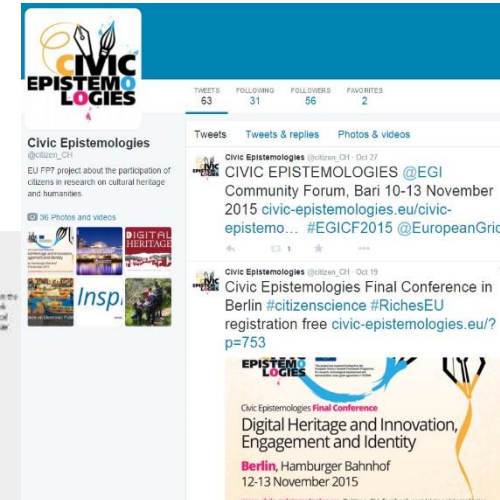 CIVIC
EPISTEMO
LOGIES
TWEETS FOLLOWING FOLLOWERS FAVORITES
63 31 56 2
Civic Epistemologies
@citizen_CH
EU FP7 project about the participation of
citizens in research on cultural heritage
and humanities.
36 Photos and videos
DIGITAL
HERITAGE
Inspi
Tweets Tweets & replies Photos & videos
Civic Epistemologies @citizen_CH · Oct 27
CIVIC EPISTEMOLOGIES @EGI
Community Forum, Bari 10-13 November
2015 civic-epistemologies.eu/civic-
epistemo… #EGICF2015 @EuropeanGrid
1
Civic Epistemologies @citizen_CH · Oct 19
Civic Epistemologies Final Conference in
Berlin #citizenscience #RichesEU
registration free civic-epistemologies.eu/?
p=753
EPISTEMO
LOGIES
Civic Epistemologies Final Conference
Digital Heritage and Innovation,
Engagement and Identity
Berlin, Hamburger Bahnhof
12-13 November 2015